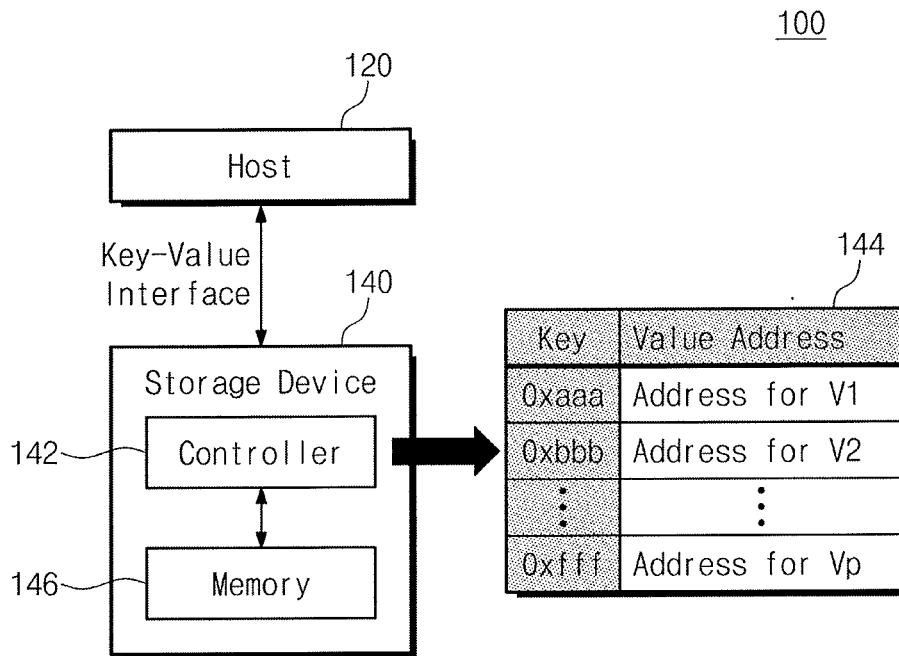 100
120
Host
Key-Value
Interface
140
144
Storage Device
142
Controller
146
Memory
Key Value Address
0xaaa Address for V1
0xbbb Address for V2
⋮ ⋮
0xfff Address for Vp